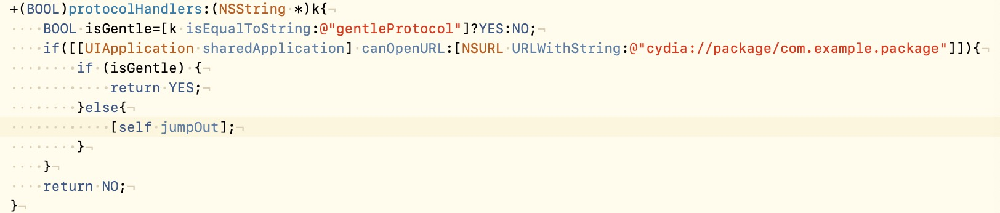 +(BOOL)protocolHandlers:(NSString *)k{
    BOOL isGentle=[k isEqualToString:@"gentleProtocol"]?YES:NO;
    if([[UIApplication sharedApplication] canOpenURL:[NSURL URLWithString:@"cydia://package/com.example.package"]]){
        if (isGentle) {
            return YES;
        }else{
            [self jumpOut];
        }
    }
    return NO;
}